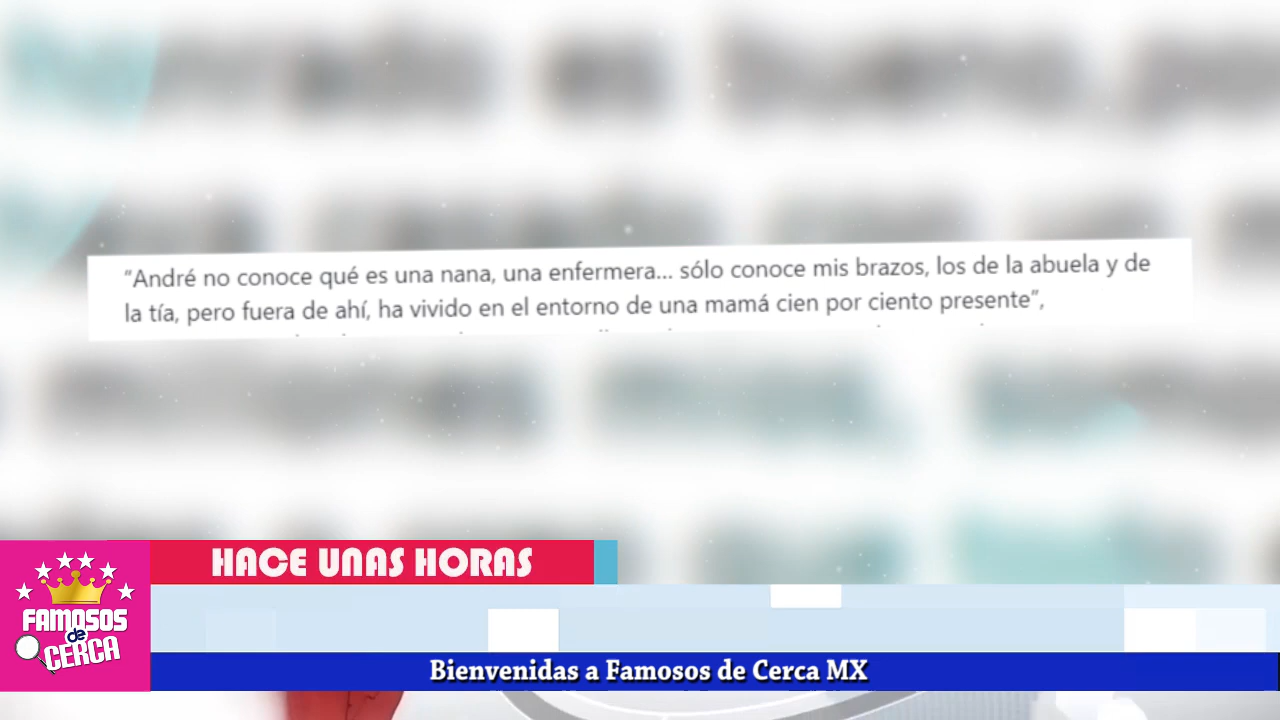 “André no conoce qué es una nana, una enfermera... sólo conoce mis brazos, los de la abuela y de
la tía, pero fuera de ahí, ha vivido en el entorno de una mamá cien por ciento presente”,
HACE UNAS HORAS
FAMOSOS
de
CERCA
Bienvenidas a Famosos de Cerca MX